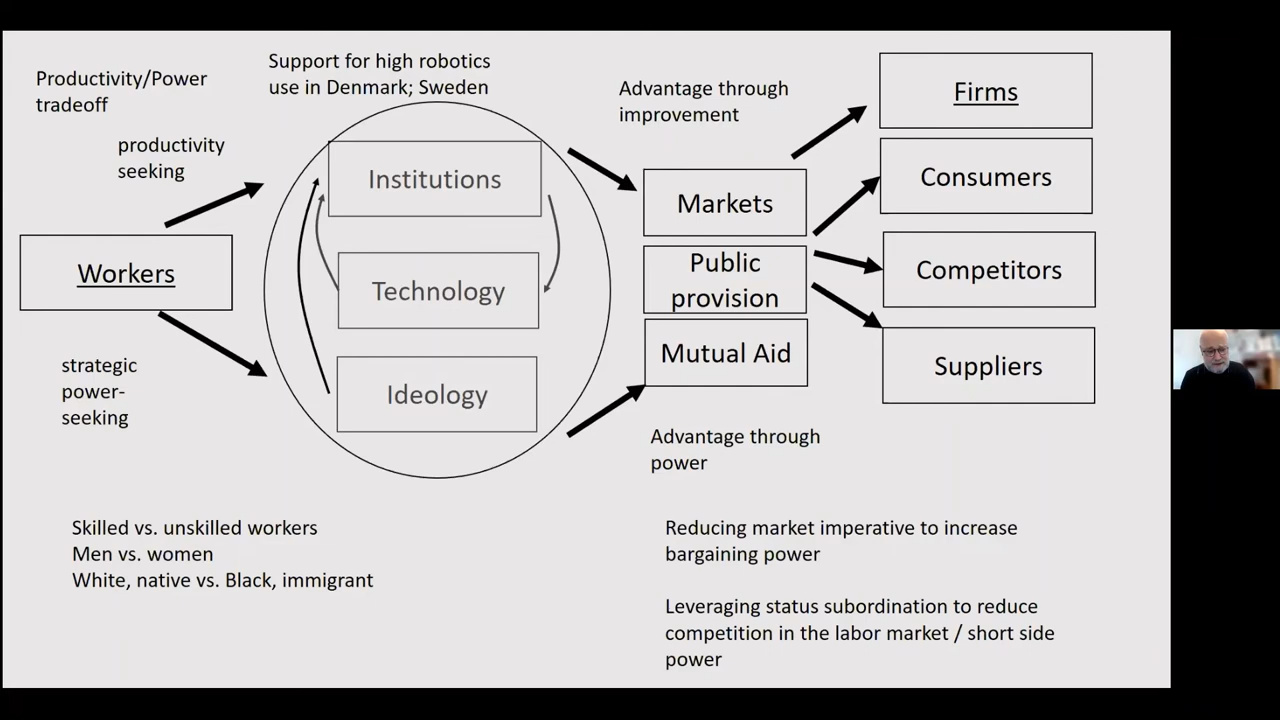 Productivity/Power
tradeoff
productivity
seeking
Workers
strategic
power-
seeking
Support for high robotics
use in Denmark; Sweden
Institutions
Technology
Ideology
Advantage through
improvement
Markets
Public
provision
Mutual Aid
Advantage through
power
Firms
Consumers
Competitors
Suppliers
Skilled vs. unskilled workers
Men vs. women
White, native vs. Black, immigrant
Reducing market imperative to increase
bargaining power
Leveraging status subordination to reduce
competition in the labor market / short side
power